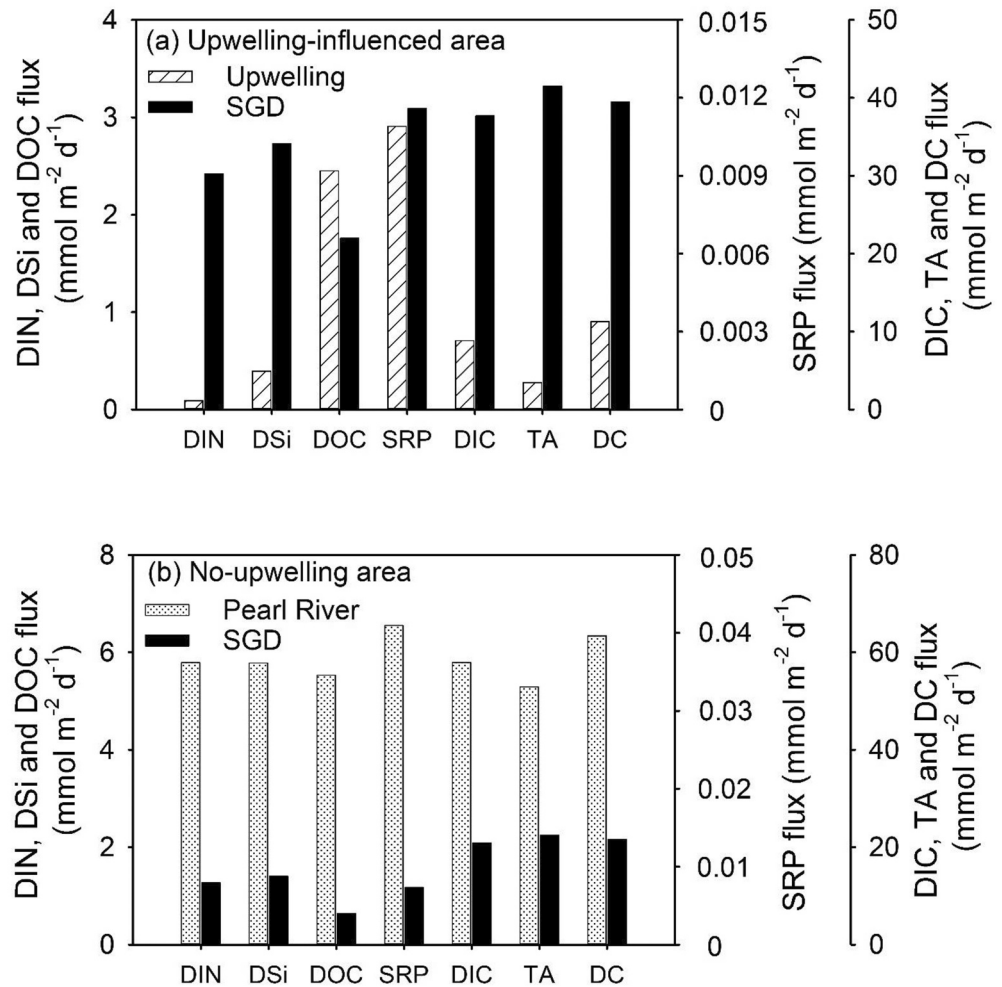 (a) Upwelling-influenced area
Upwelling
SGD
DIN, DSi and DOC flux
(mmol m⁻² d⁻¹)
4
3
2
1
0
0.015
0.012
0.009
0.006
0.003
0
SRP flux (mmol m⁻² d⁻¹)
50
40
30
20
10
0
DIC, TA and DC flux
(mmol m⁻² d⁻¹)
DIN DSi DOC SRP DIC TA DC
(b) No-upwelling area
Pearl River
SGD
DIN, DSi and DOC flux
(mmol m⁻² d⁻¹)
8
6
4
2
0
0.05
0.04
0.03
0.02
0.01
0
SRP flux (mmol m⁻² d⁻¹)
80
60
40
20
0
DIC, TA and DC flux
(mmol m⁻² d⁻¹)
DIN DSi DOC SRP DIC TA DC